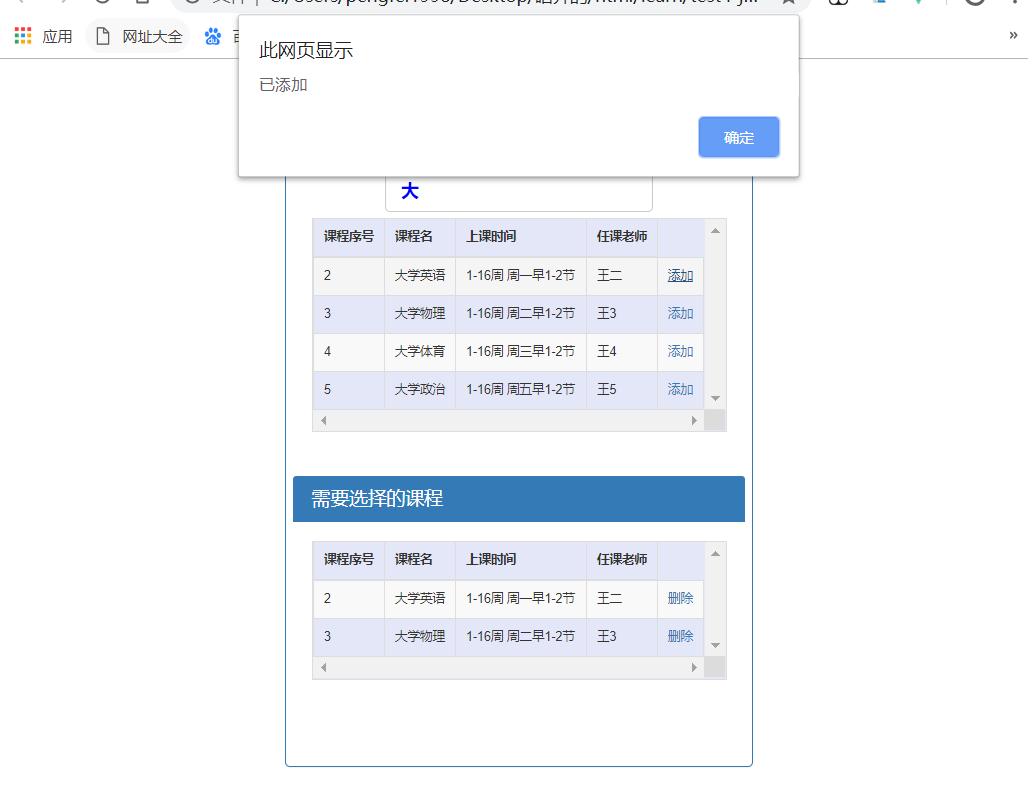 应用 网址大全
此网页显示
已添加
确定
大
课程序号 课程名 上课时间 任课老师
2 大学英语 1-16周 周一早1-2节 王二 添加
3 大学物理 1-16周 周二早1-2节 王3 添加
4 大学体育 1-16周 周三早1-2节 王4 添加
5 大学政治 1-16周 周五早1-2节 王5 添加
需要选择的课程
课程序号 课程名 上课时间 任课老师
2 大学英语 1-16周 周一早1-2节 王二 删除
3 大学物理 1-16周 周二早1-2节 王3 删除